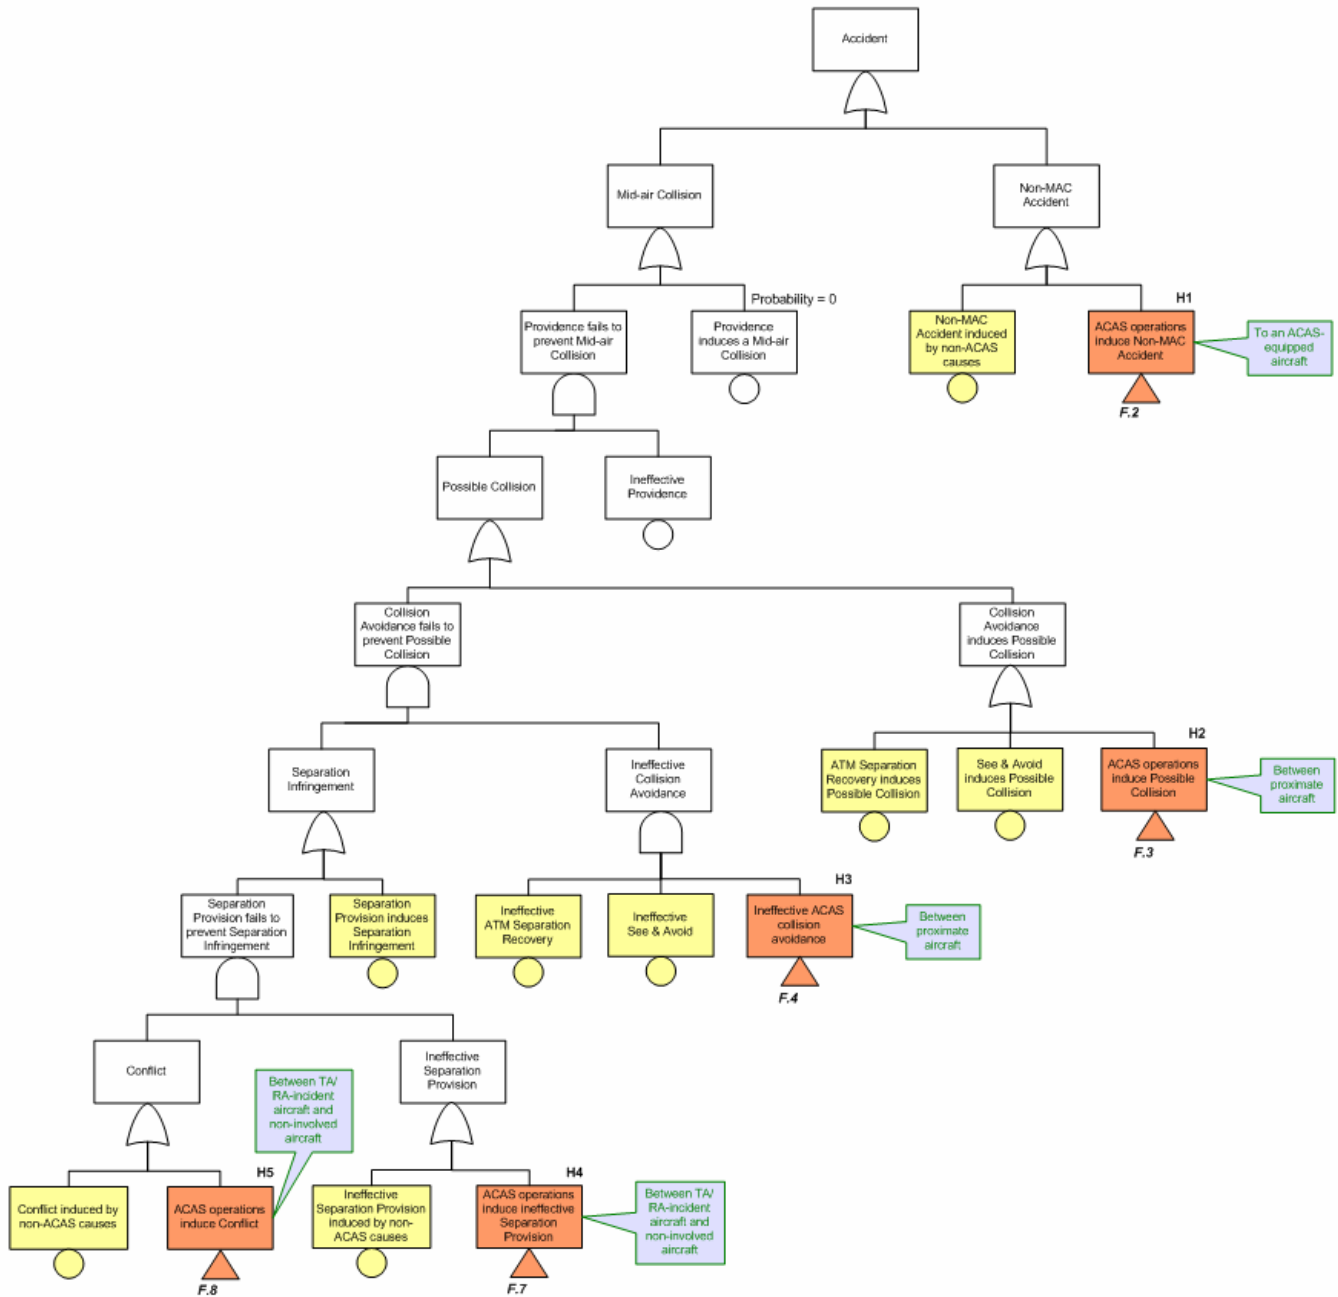 Accident
Mid-air Collision
Non-MAC
Accident
Probability = 0
H1
Providence fails to
prevent Mid-air
Collision
Providence
induces a Mid-air
Collision
Non-MAC
Accident induced
by non-ACAS
causes
ACAS operations
induce Non-MAC
Accident
To an ACAS-
equipped
aircraft
F.2
Possible Collision
Ineffective
Providence
Collision
Avoidance fails to
prevent Possible
Collision
Collision
Avoidance
induces Possible
Collision
H2
Separation
Infringement
Ineffective
Collision
Avoidance
ATM Separation
Recovery induces
Possible Collision
See & Avoid
induces Possible
Collision
ACAS operations
induce Possible
Collision
Between
proximate
aircraft
F.3
H3
Separation
Provision fails to
prevent Separation
Infringement
Separation
Provision induces
Separation
Infringement
Ineffective
ATM Separation
Recovery
Ineffective
See & Avoid
Ineffective ACAS
collision
avoidance
Between
proximate
aircraft
F.4
Conflict
Ineffective
Separation
Provision
Between TA/
RA-incident
aircraft and
non-involved
aircraft
H5
H4
Conflict induced by
non-ACAS causes
ACAS operations
induce Conflict
Ineffective
Separation Provision
induced by non-
ACAS causes
ACAS operations
induce ineffective
Separation
Provision
Between TA/
RA-incident
aircraft and
non-involved
aircraft
F.8
F.7